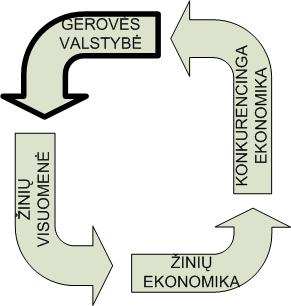 GEROVĖS
VALSTYBĖ
KONKURENCINGA
EKONOMIKA
ŽINIŲ
VISUOMENĖ
ŽINIŲ
EKONOMIKA